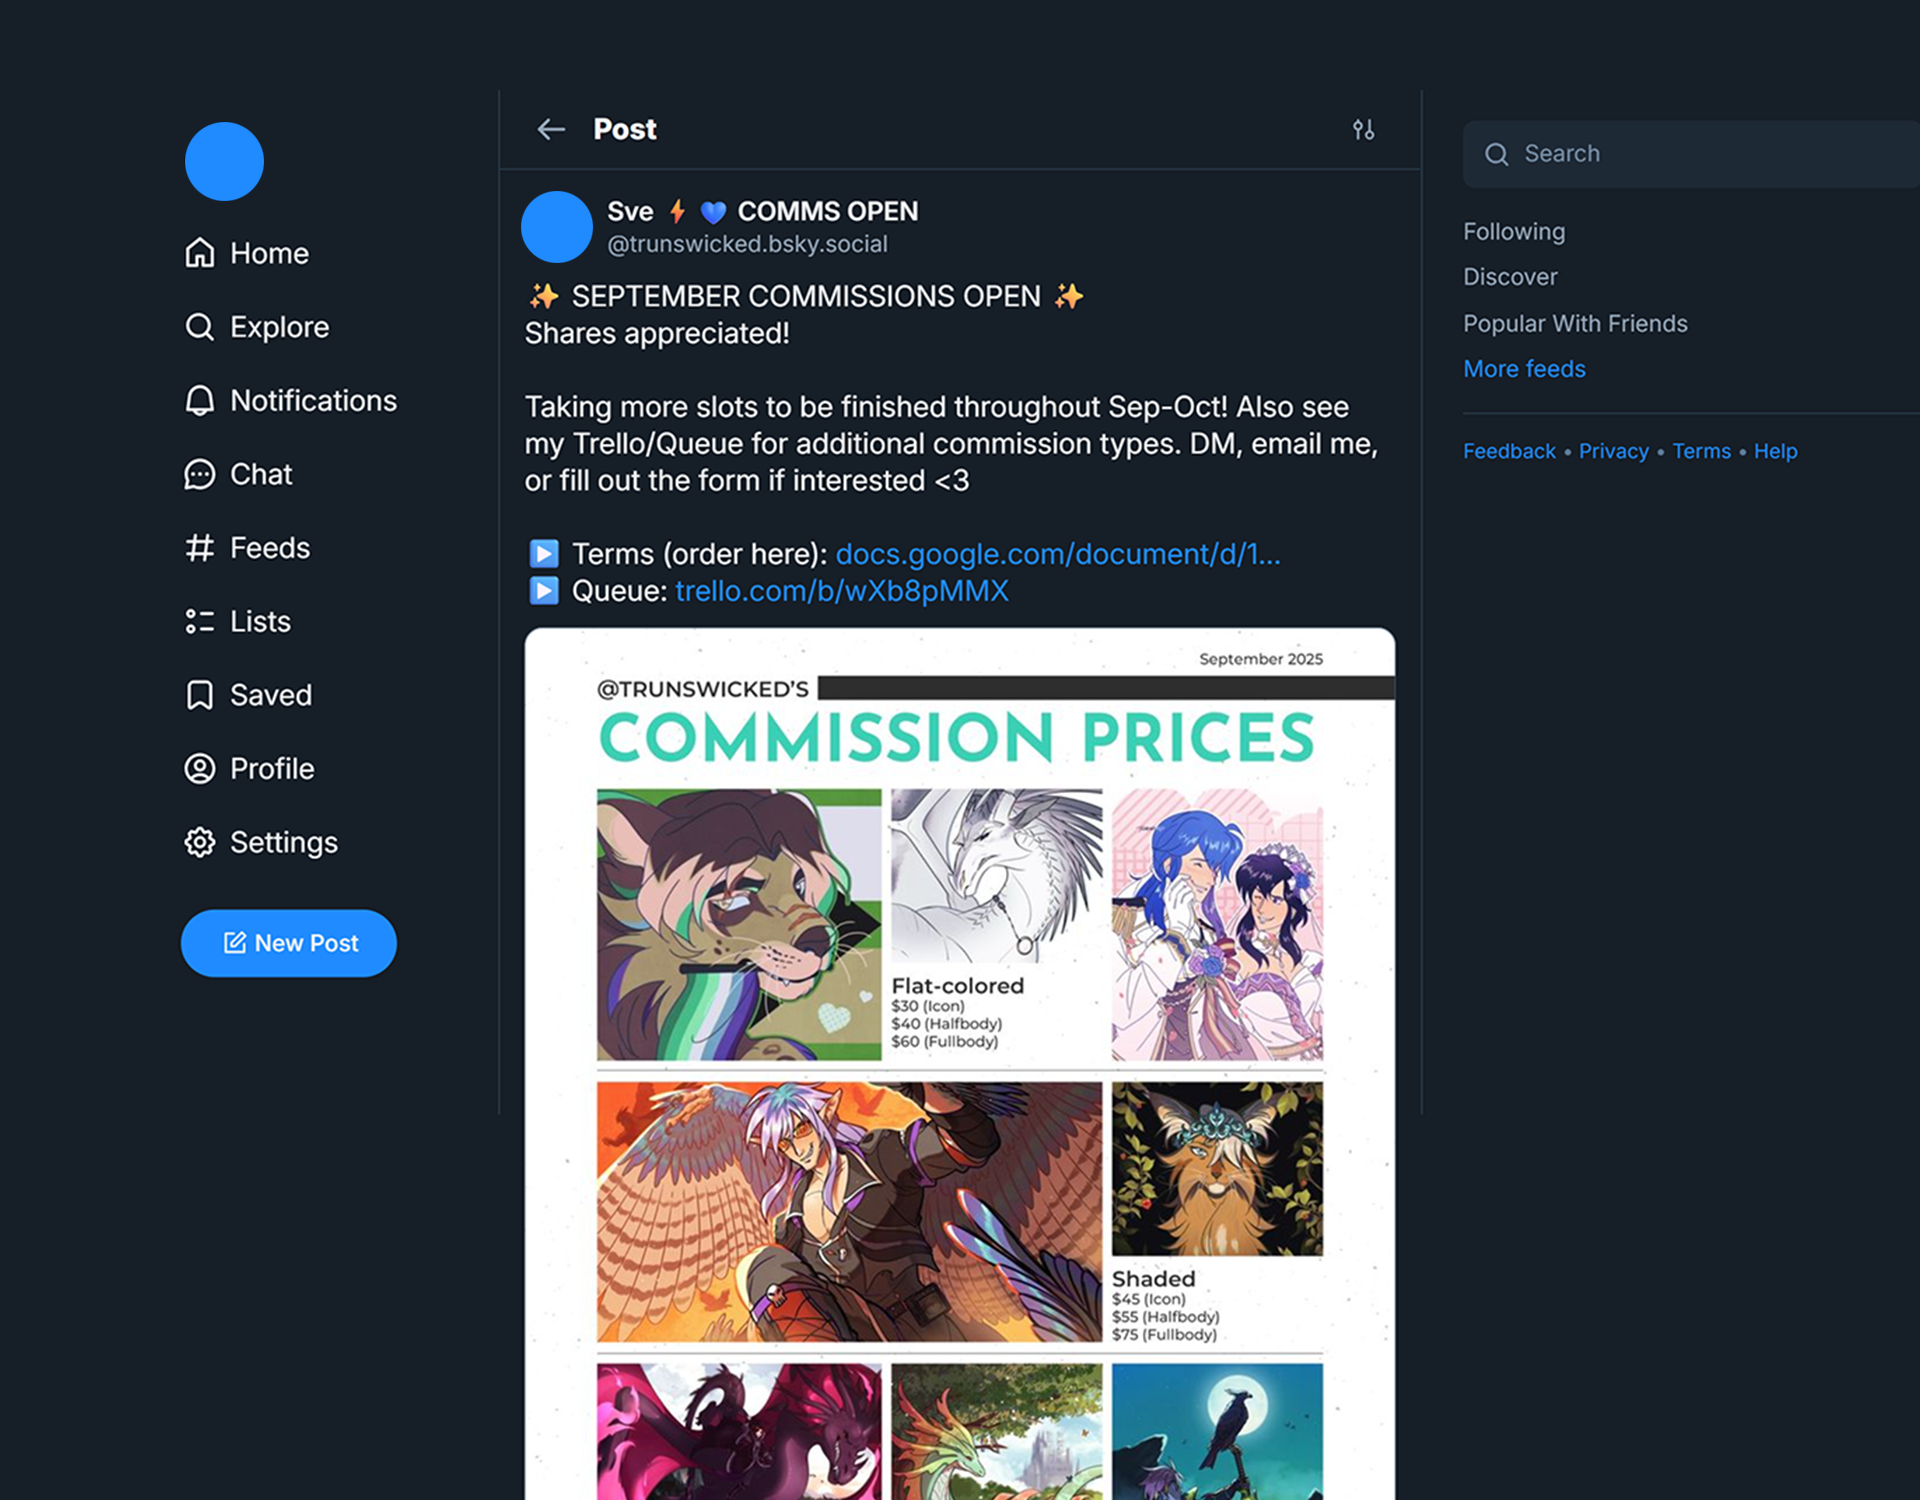 Post
Search
Sve ⚡ 💙 COMMS OPEN
@trunswicked.bsky.social
✨ SEPTEMBER COMMISSIONS OPEN ✨
Shares appreciated!
Taking more slots to be finished throughout Sep-Oct! Also see
my Trello/Queue for additional commission types. DM, email me,
or fill out the form if interested <3
▶️ Terms (order here): docs.google.com/document/d/1...
▶️ Queue: trello.com/b/wXb8pMMX
September 2025
@TRUNSWICKED'S
COMMISSION PRICES
Flat-colored
$30 (Icon)
$40 (Halfbody)
$60 (Fullbody)
Shaded
$45 (Icon)
$55 (Halfbody)
$75 (Fullbody)
Home
Explore
Notifications
Chat
Feeds
Lists
Saved
Profile
Settings
New Post
Following
Discover
Popular With Friends
More feeds
Feedback • Privacy • Terms • Help